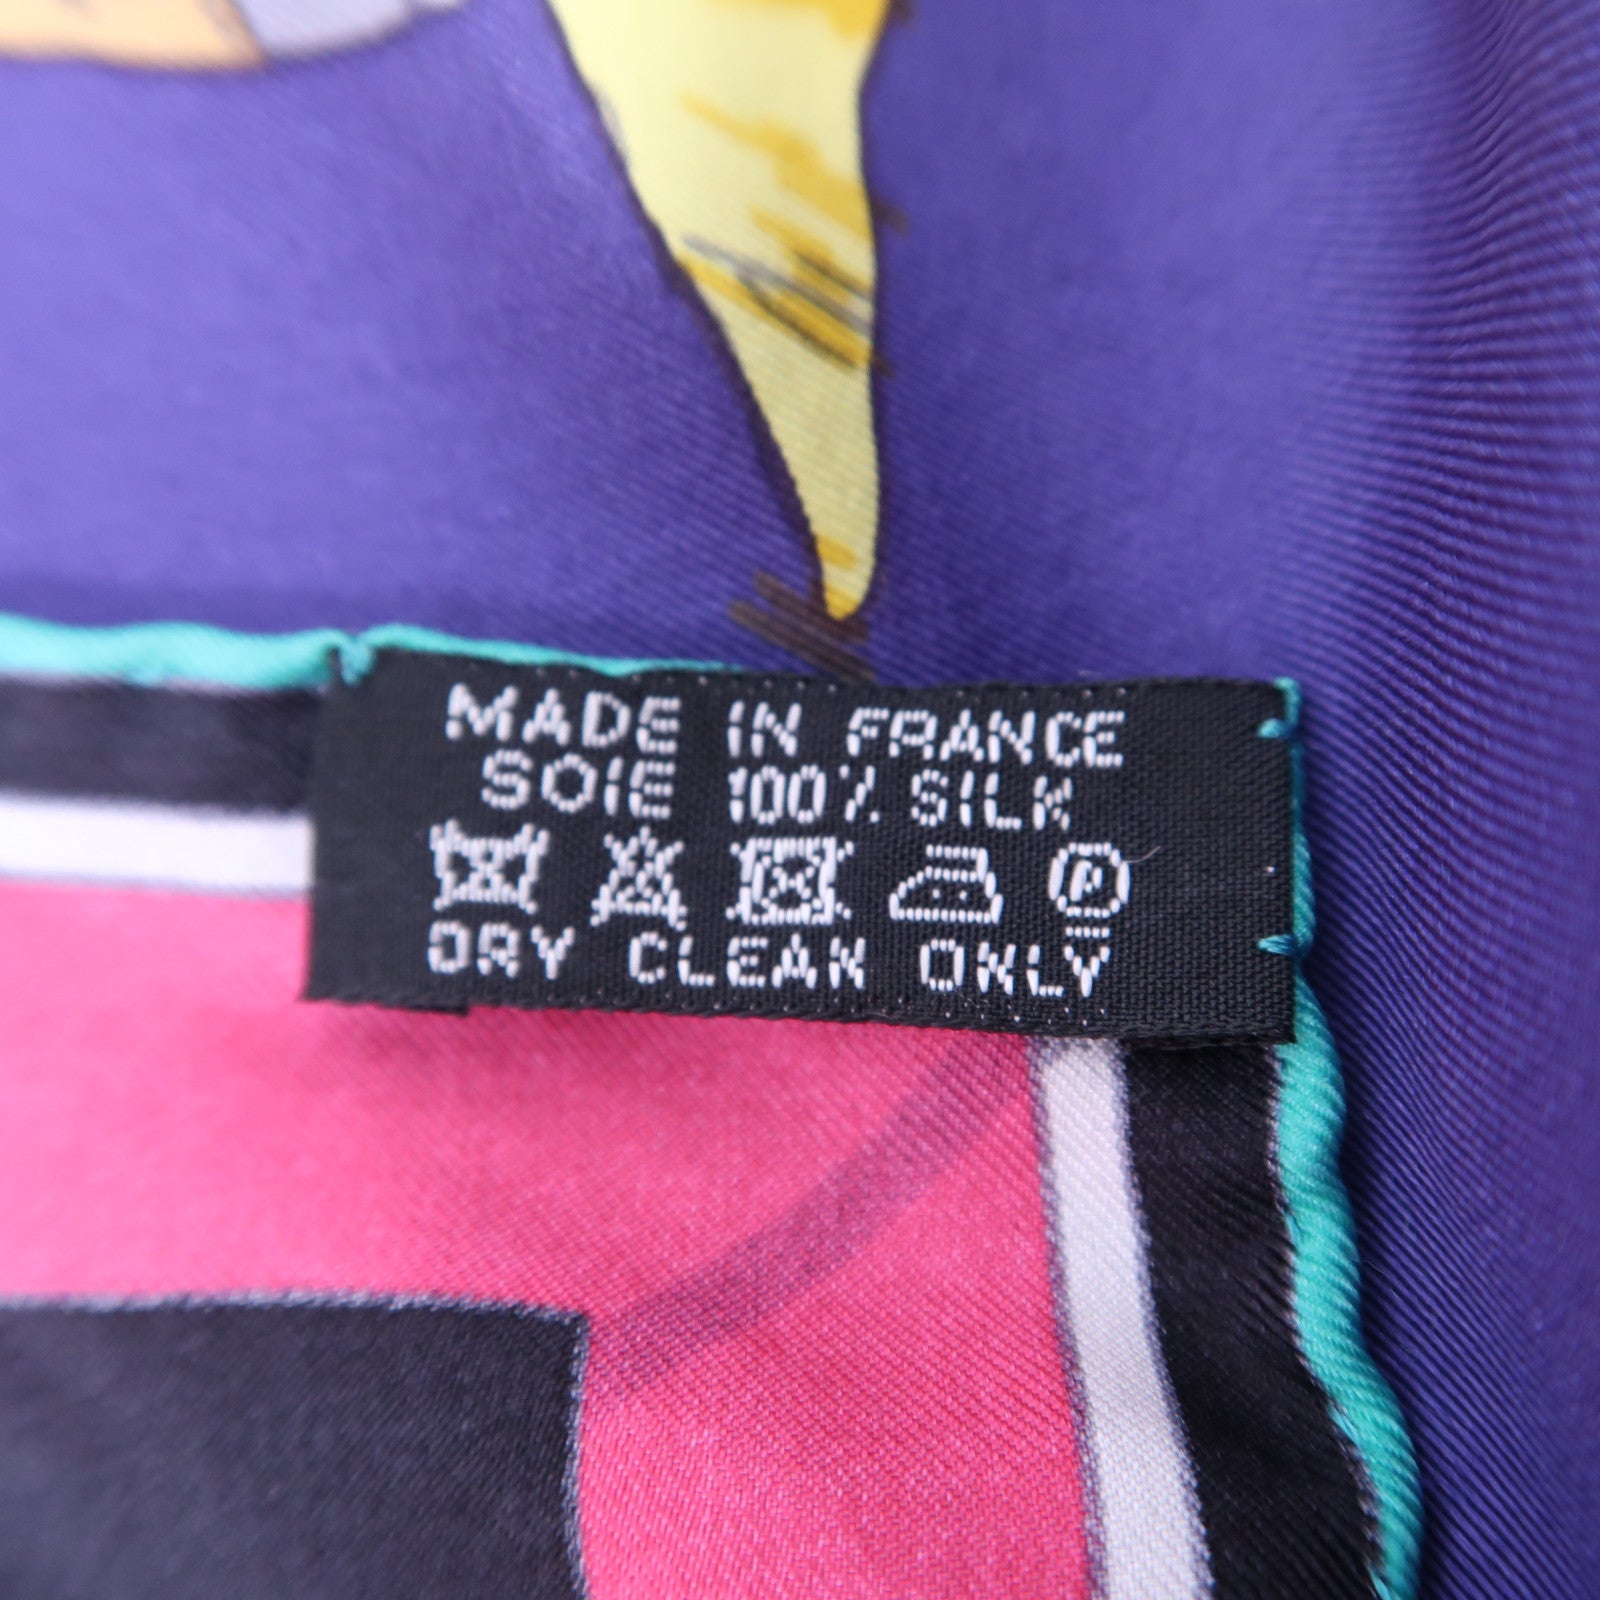 MADE IN FRANCE
SOIE 100% SILK
P
DRY CLEAN ONLY